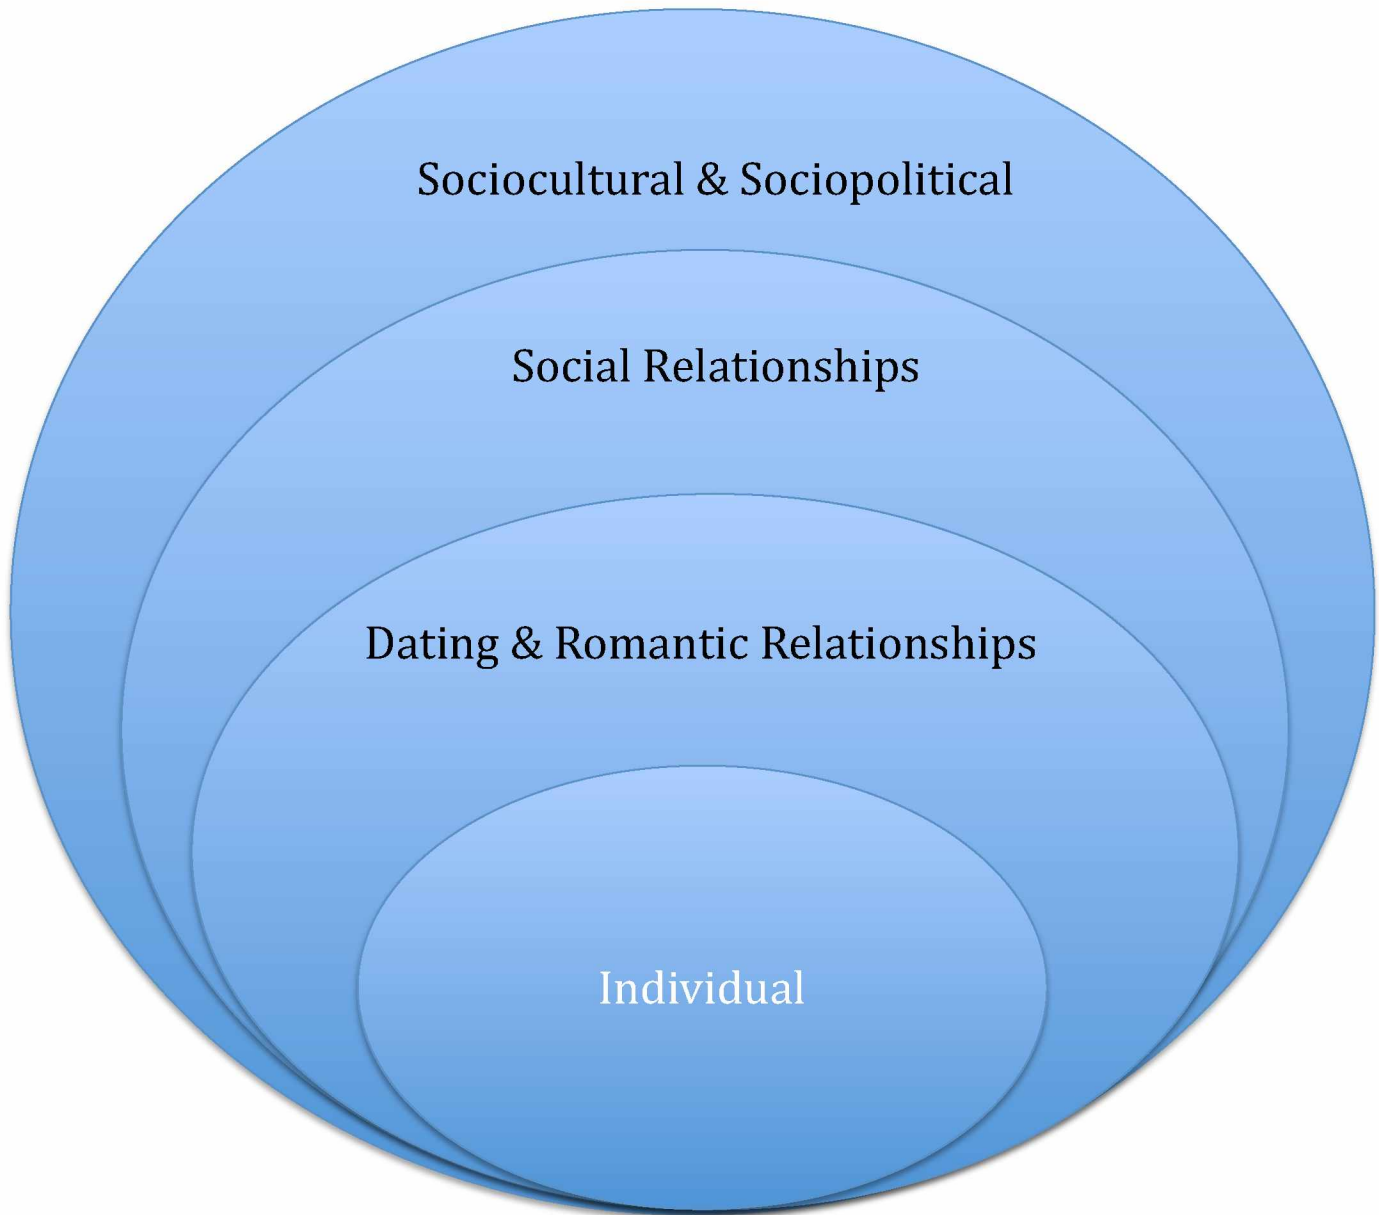 Sociocultural & Sociopolitical
Social Relationships
Dating & Romantic Relationships
Individual